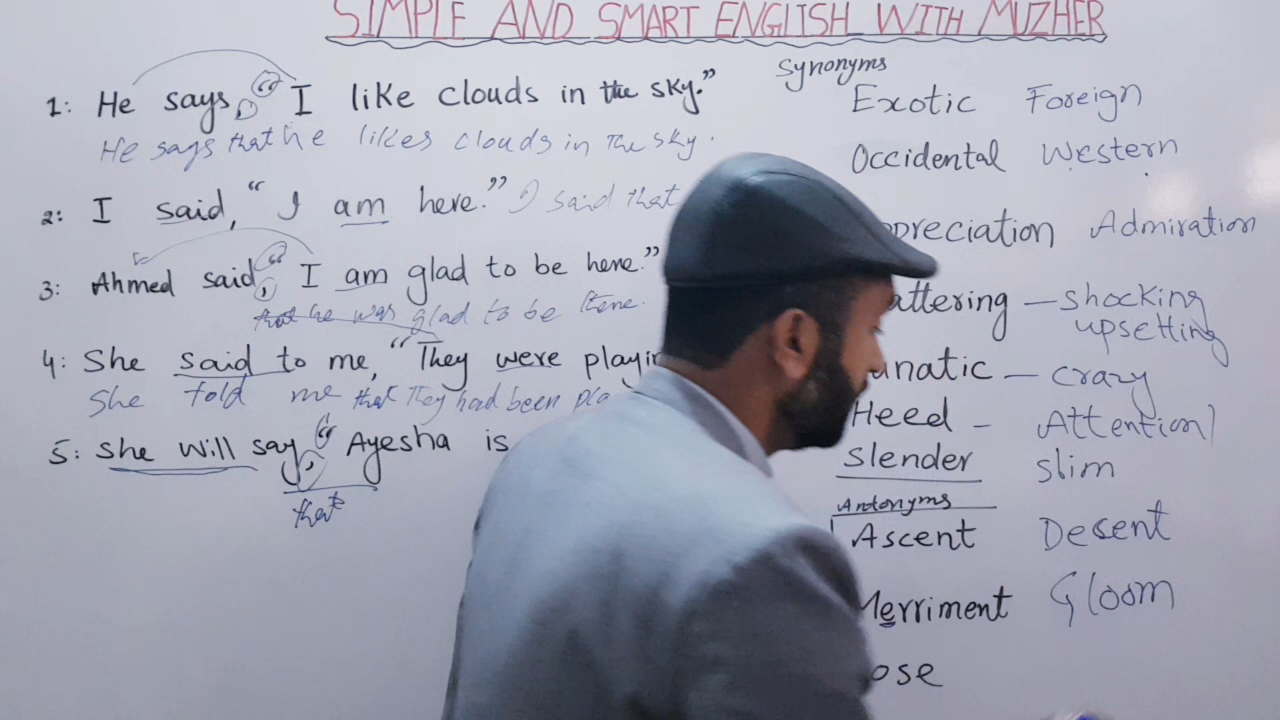 SIMPLE AND SMART ENGLISH WITH MUZHER
1: He says, " I like clouds in the sky."
He says that he likes clouds in the sky.
2: I said, " I am here." I said that
3: Ahmed said, " I am glad to be here."
that he was glad to be there.
4: She said to me, " They were playin
She told me that They had been pla
5: she will say, " Ayesha is
that
Synonyms
Exotic Foreign
Occidental Western
preciation Admiration
attering – shocking
upsetting
unatic – crazy
Heed – Attention
Slender Slim
Antonyms
Ascent Decent
Merriment Gloom
ose